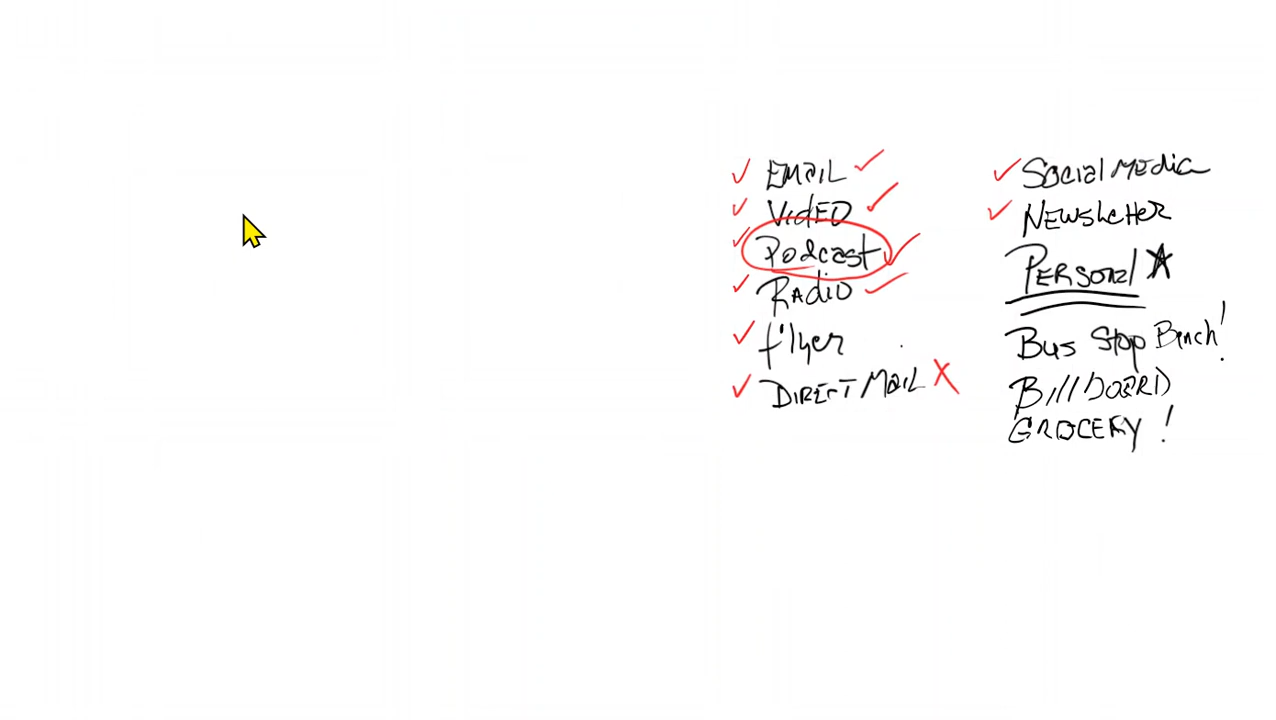 EMAIL
VIDEO
Podcast
RADIO
flyer
DIRECT MAIL
Social Media
Newsletter
PERSONAL
Bus Stop Bench!
BillBOARD
GROCERY!